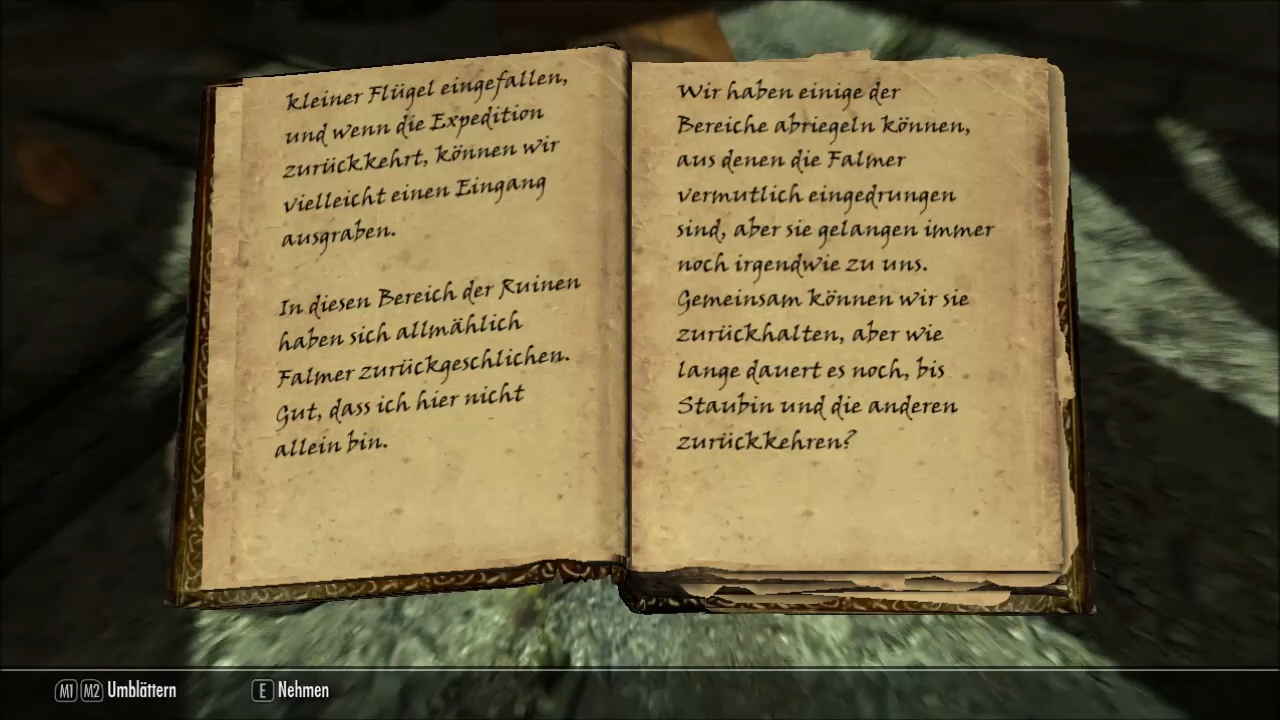 kleiner Flügel eingefallen,
und wenn die Expedition
zurückkehrt, können wir
vielleicht einen Eingang
ausgraben.
In diesen Bereich der Ruinen
haben sich allmählich
Falmer zurückgeschlichen.
Gut, dass ich hier nicht
allein bin.
Wir haben einige der
Bereiche abriegeln können,
aus denen die Falmer
vermutlich eingedrungen
sind, aber sie gelangen immer
noch irgendwie zu uns.
Gemeinsam können wir sie
zurückhalten, aber wie
lange dauert es noch, bis
Staubin und die anderen
zurückkehren?
M1 M2 Umblättern
E Nehmen